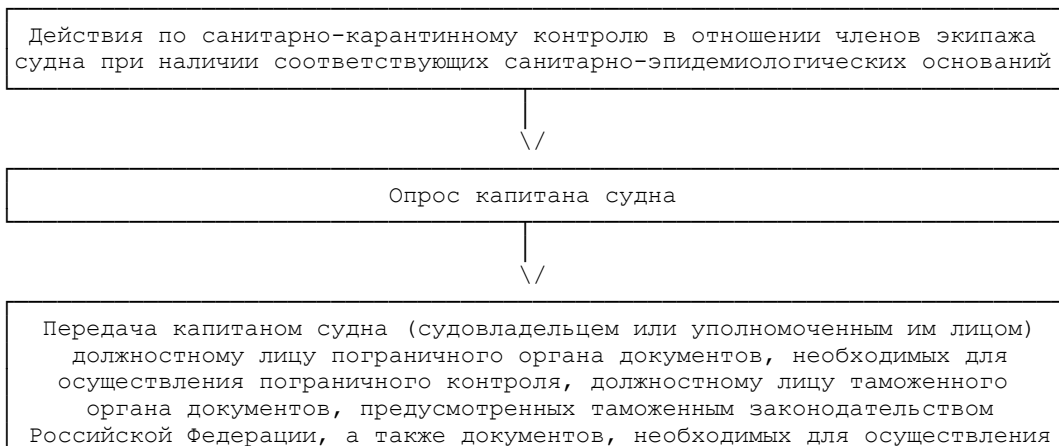 Действия по санитарно-карантинному контролю в отношении членов экипажа
судна при наличии соответствующих санитарно-эпидемиологических оснований
Опрос капитана судна
Передача капитаном судна (судовладельцем или уполномоченным им лицом)
должностному лицу пограничного органа документов, необходимых для
осуществления пограничного контроля, должностному лицу таможенного
органа документов, предусмотренных таможенным законодательством
Российской Федерации, а также документов, необходимых для осуществления